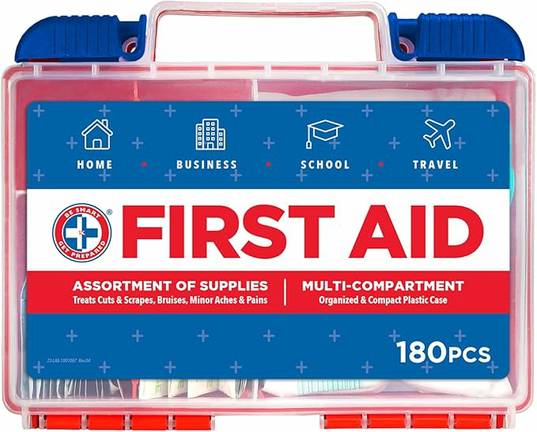 HOME • BUSINESS • SCHOOL • TRAVEL
BE SMART
GET PREPARED
®
FIRST AID
ASSORTMENT OF SUPPLIES | MULTI-COMPARTMENT
Treats Cuts & Scrapes, Bruises, Minor Aches & Pains
Organized & Compact Plastic Case
180PCS